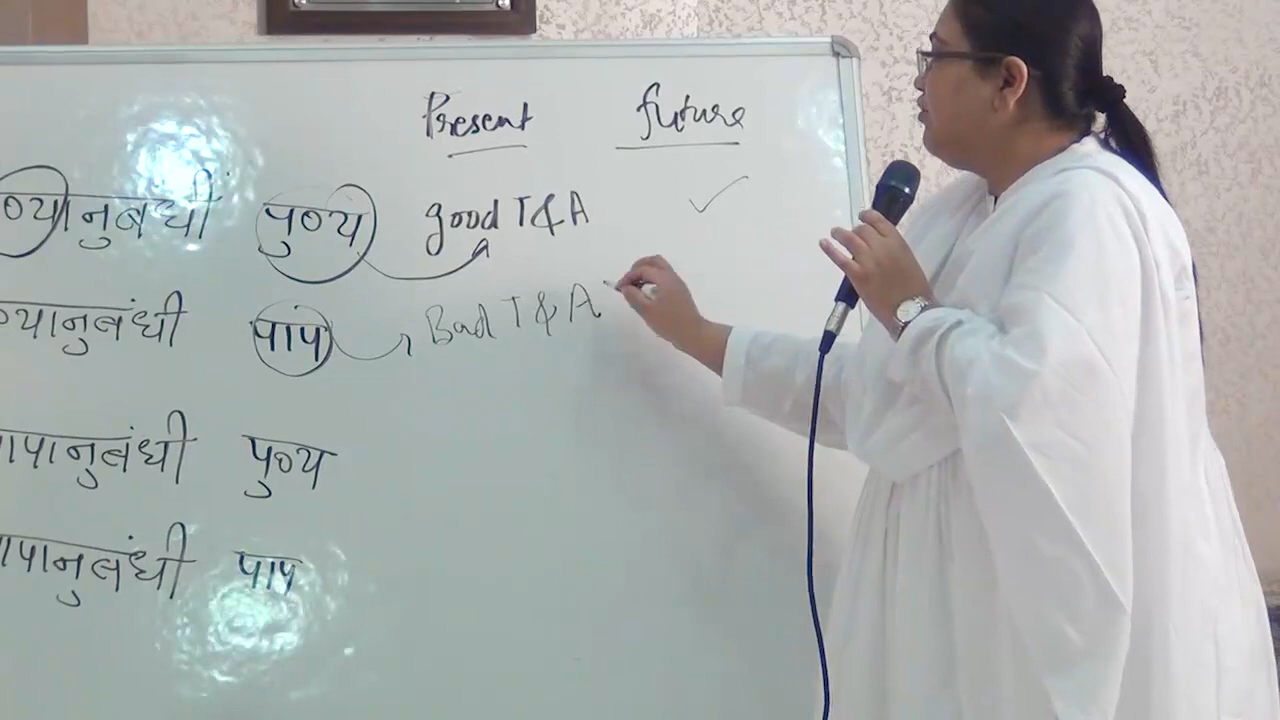 Present future
ण्यानुबंधी पुण्य good T&A ✓
ण्यानुबंधी पाप Bad T & A
ापानुबंधी पुण्य
ापानुबंधी पाप